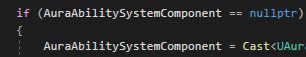 if (AuraAbilitySystemComponent == nullptr)
{
AuraAbilitySystemComponent = Cast<UAur